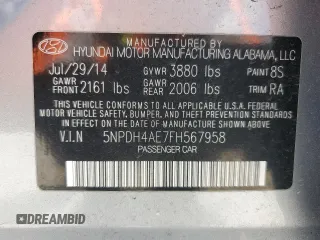 MANUFACTURED BY
HYUNDAI MOTOR MANUFACTURING ALABAMA, LLC
Jul/29/14 GVWR 3880 lbs PAINT 8S
GAWR FRONT 2161 lbs GAWR REAR 2006 lbs TRIM RA
THIS VEHICLE CONFORMS TO ALL APPLICABLE FEDERAL
MOTOR VEHICLE SAFETY, BUMPER, AND THEFT PREVENTION
STANDARDS IN EFFECT ON THE DATE OF MANUFACTURE
SHOWN ABOVE.
V.I.N 5NPDH4AE7FH567958
PASSENGER CAR
DREAMBID